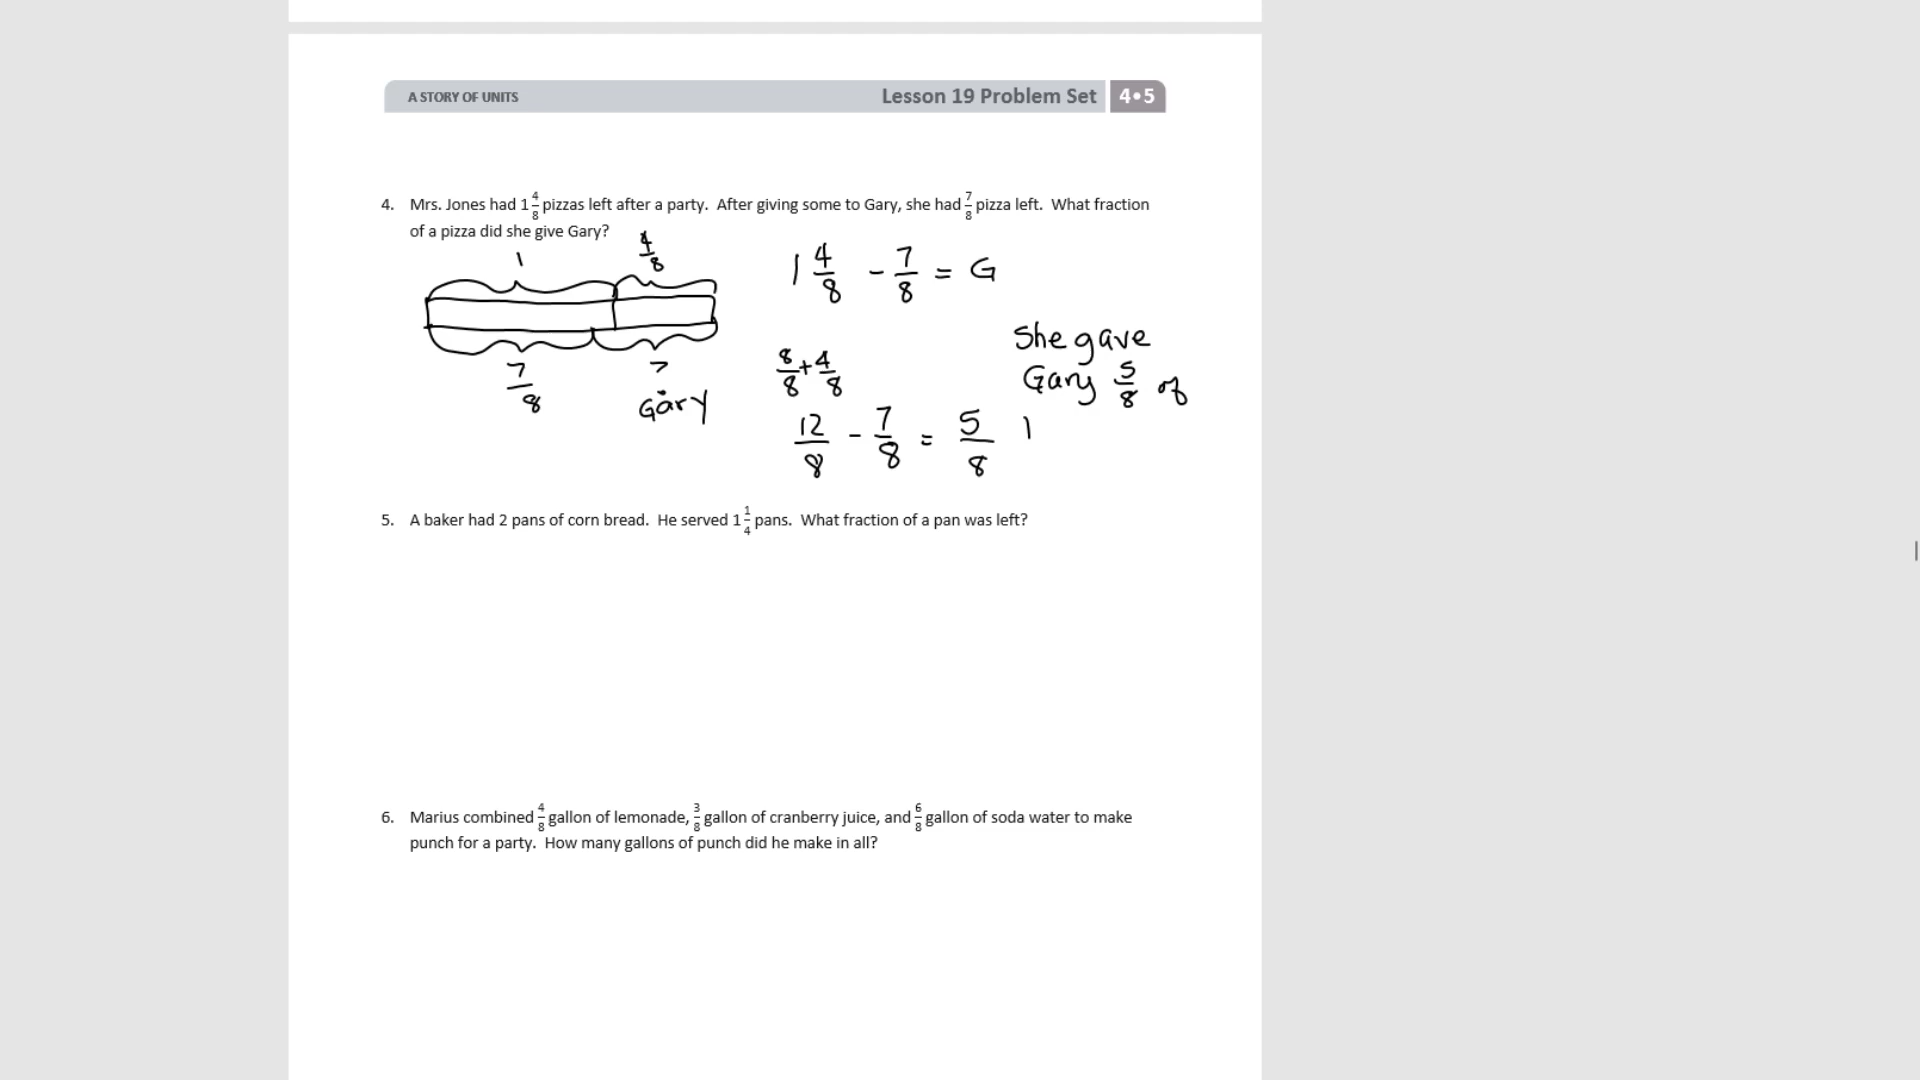 A STORY OF UNITS
Lesson 19 Problem Set 4•5
4. Mrs. Jones had 1 4/8 pizzas left after a party. After giving some to Gary, she had 7/8 pizza left. What fraction
of a pizza did she give Gary?
1 4/8
7/8 ?
Gary
1 4/8 - 7/8 = G
8/8 + 4/8
12/8 - 7/8 = 5/8
She gave
Gary 5/8 of
1
5. A baker had 2 pans of corn bread. He served 1 1/4 pans. What fraction of a pan was left?
6. Marius combined 4/8 gallon of lemonade, 3/8 gallon of cranberry juice, and 6/8 gallon of soda water to make
punch for a party. How many gallons of punch did he make in all?